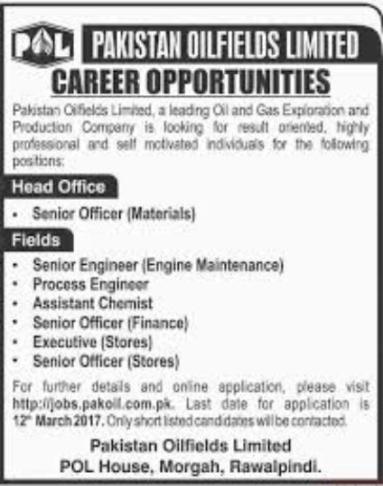 POL PAKISTAN OILFIELDS LIMITED
CAREER OPPORTUNITIES
Pakistan Oilfields Limited, a leading Oil and Gas Exploration and
Production Company is looking for result oriented, highly
professional and self motivated individuals for the following
positions:
Head Office
• Senior Officer (Materials)
Fields
• Senior Engineer (Engine Maintenance)
• Process Engineer
• Assistant Chemist
• Senior Officer (Finance)
• Executive (Stores)
• Senior Officer (Stores)
For further details and online application, please visit
http://jobs.pakoil.com.pk. Last date for application is
12th March 2017. Only short listed candidates will be contacted.
Pakistan Oilfields Limited
POL House, Morgah, Rawalpindi.